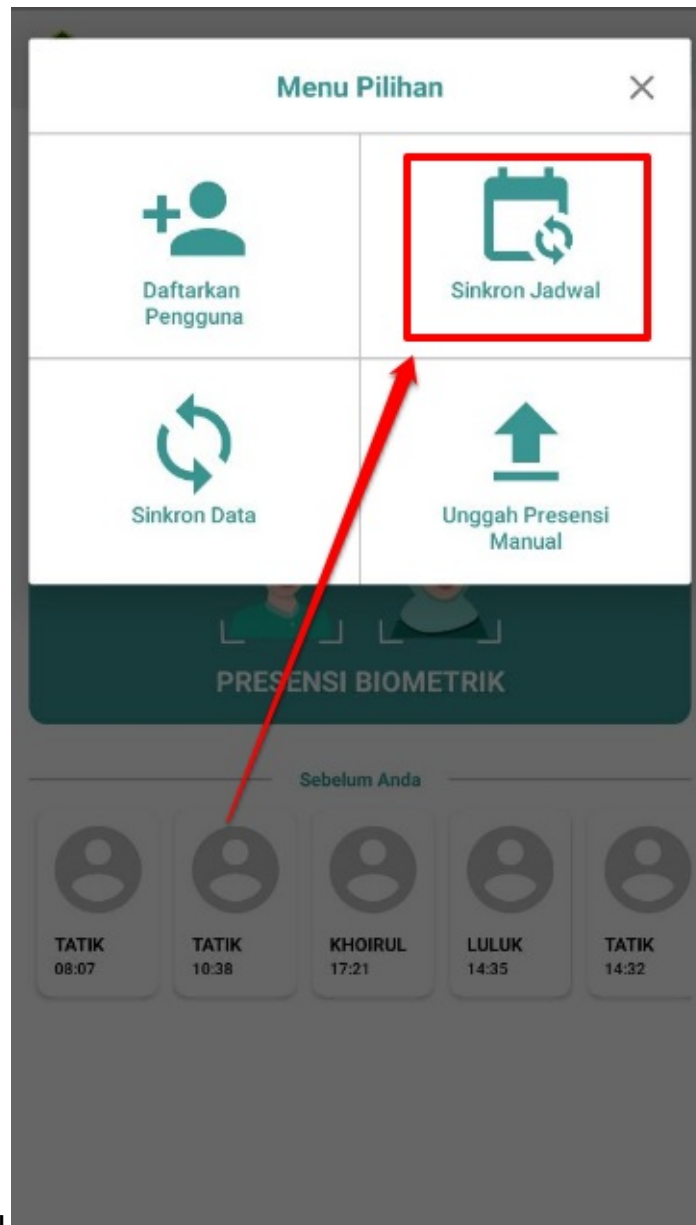 Menu Pilihan
Daftarkan
Pengguna
Sinkron Jadwal
Sinkron Data
Unggah Presensi
Manual
PRESENSI BIOMETRIK
Sebelum Anda
TATIK
08:07
TATIK
10:38
KHOIRUL
17:21
LULUK
14:35
TATIK
14:32